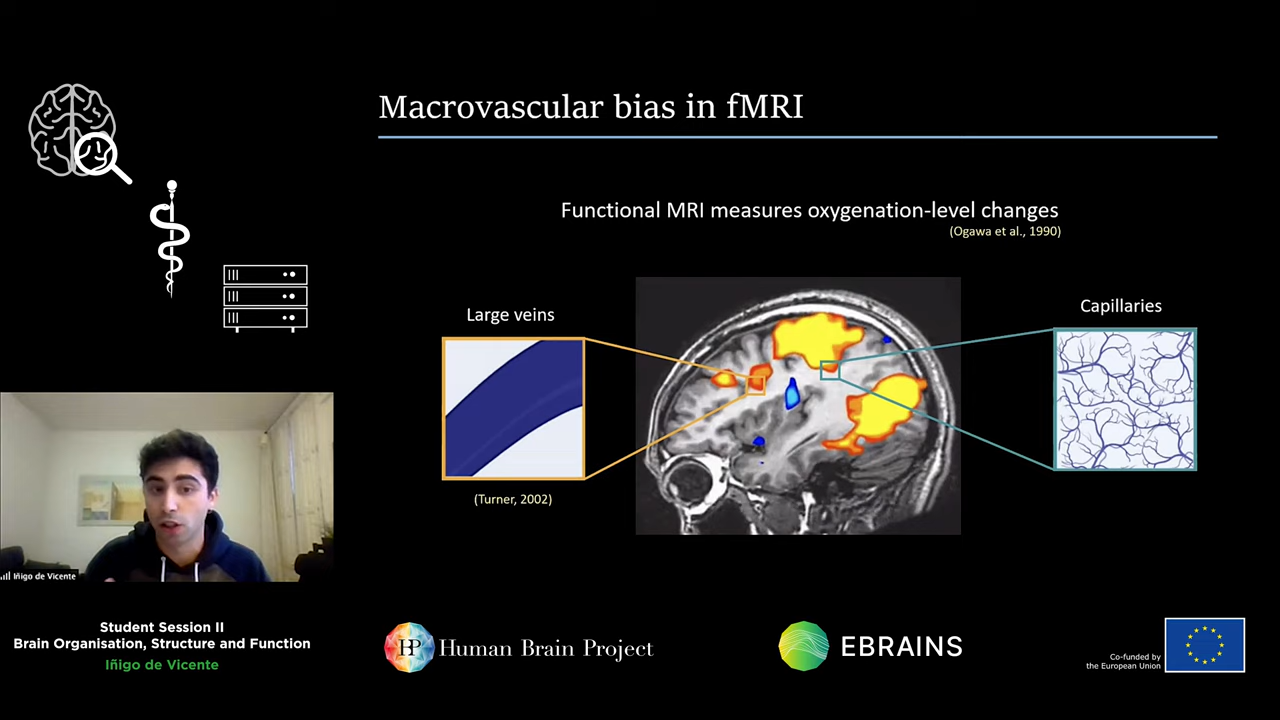 Macrovascular bias in fMRI
Functional MRI measures oxygenation-level changes
(Ogawa et al., 1990)
Large veins
Capillaries
(Turner, 2002)
Iñigo de Vicente
Student Session II
Brain Organisation, Structure and Function
Iñigo de Vicente
HP Human Brain Project
EBRAINS
Co-funded by
the European Union